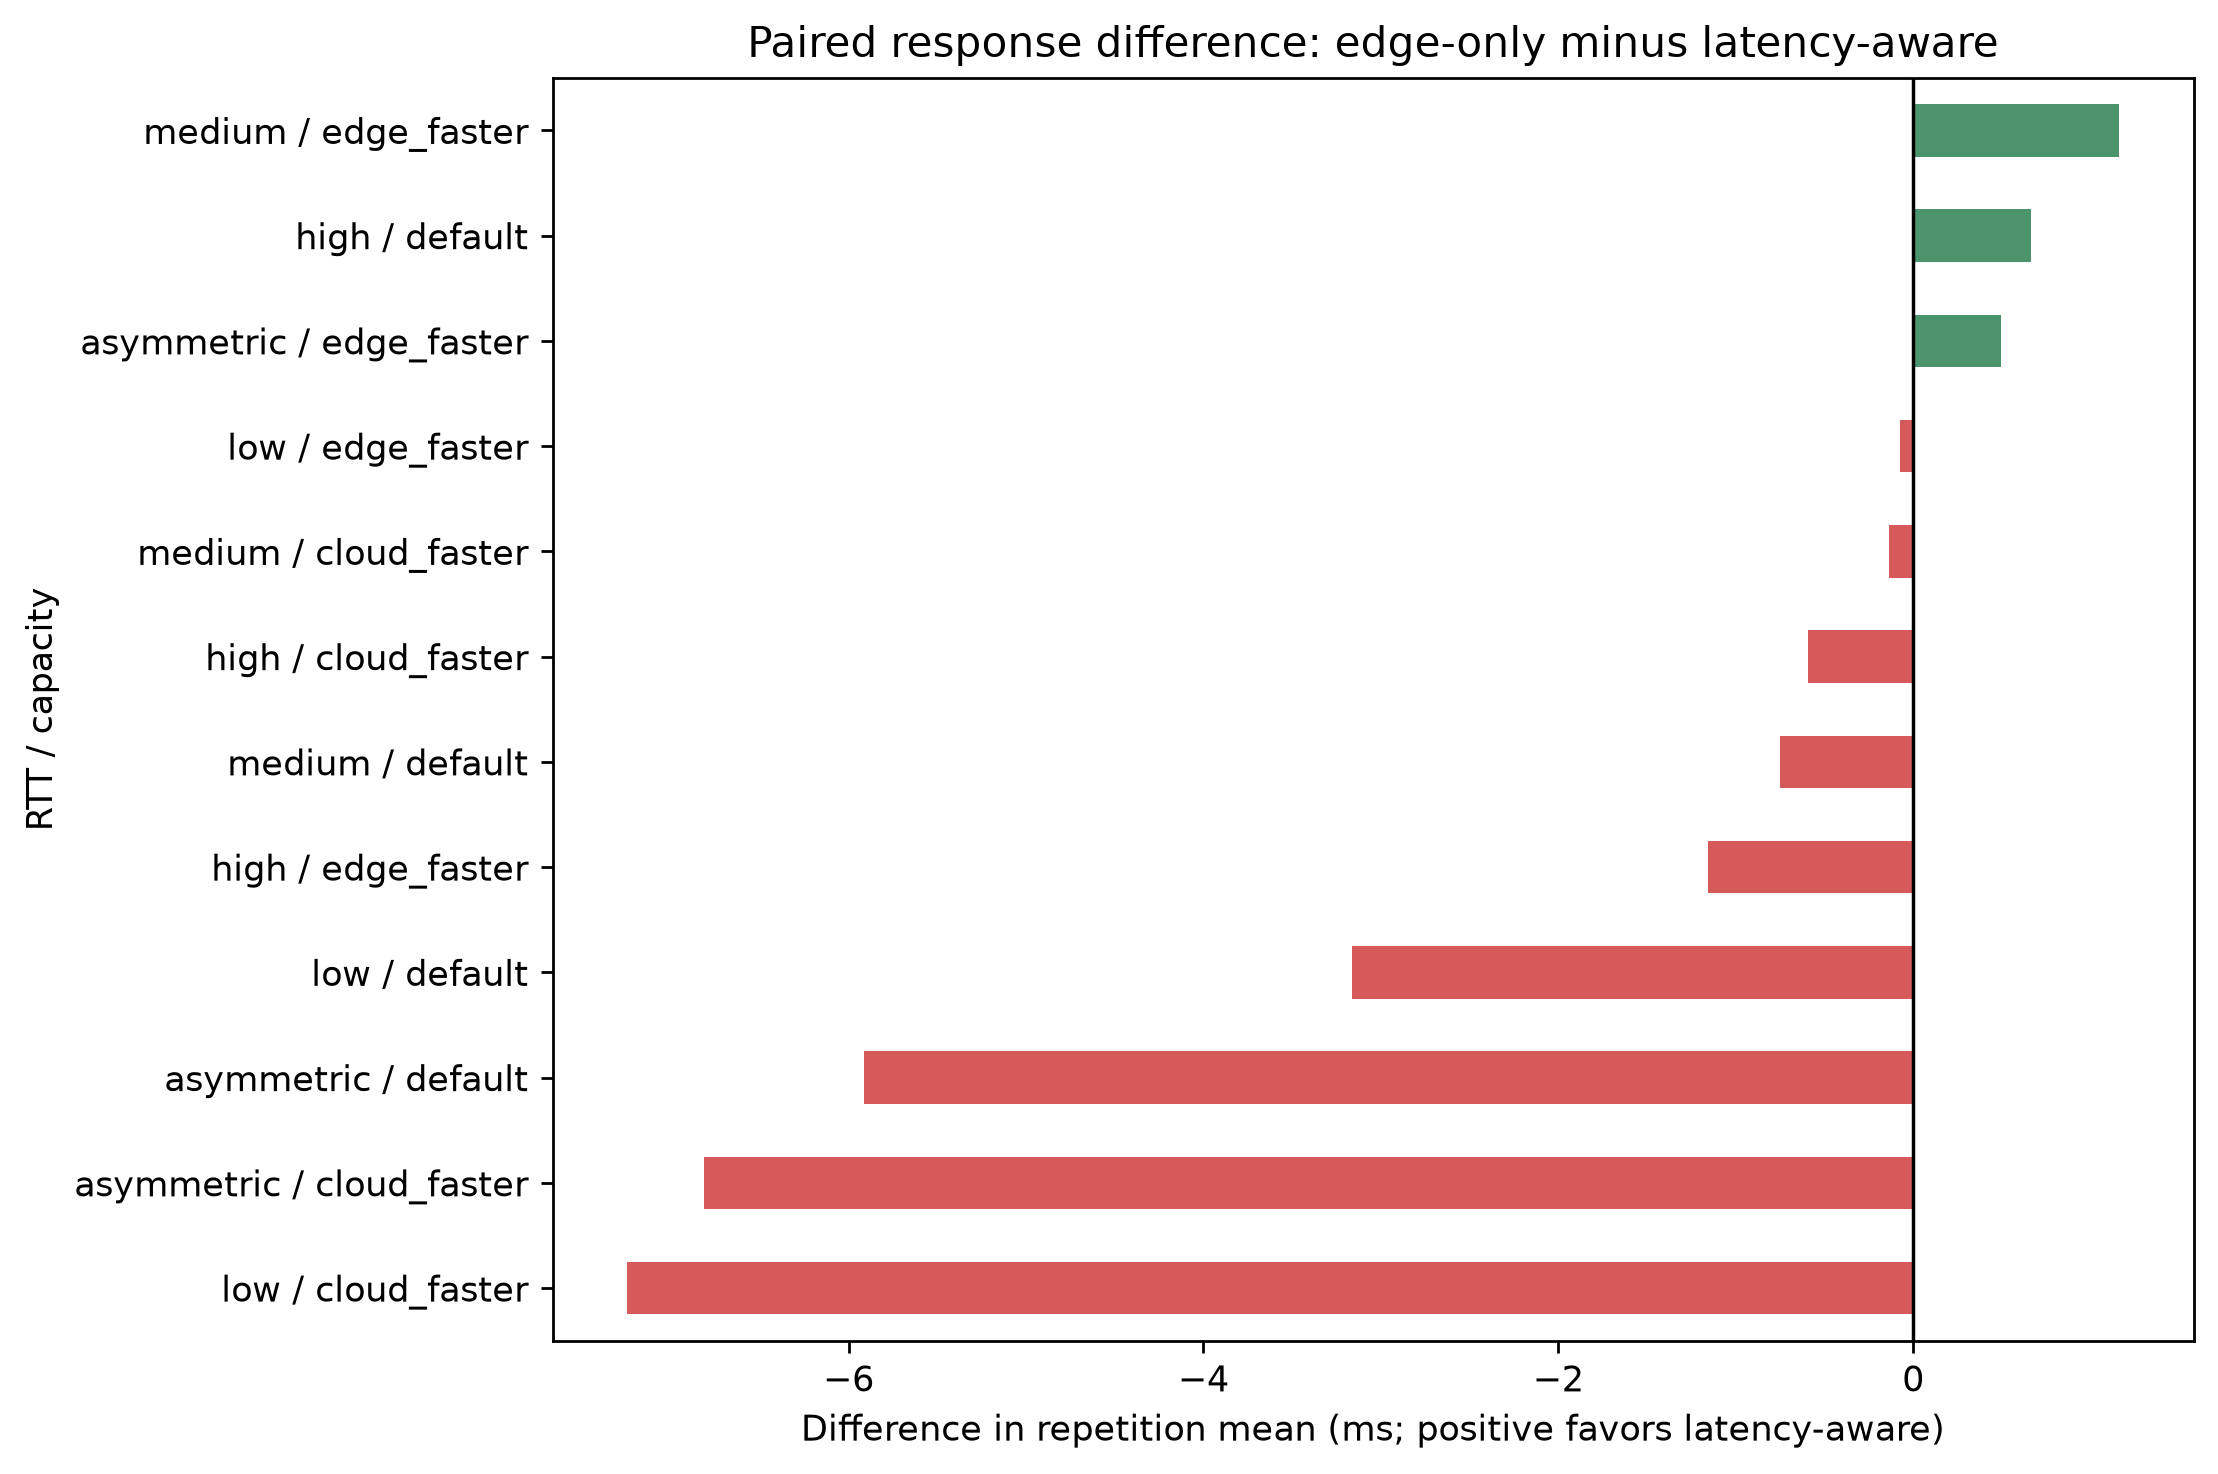 Paired response difference: edge-only minus latency-aware
medium / edge_faster
high / default
asymmetric / edge_faster
low / edge_faster
medium / cloud_faster
high / cloud_faster
medium / default
high / edge_faster
low / default
asymmetric / default
asymmetric / cloud_faster
low / cloud_faster
RTT / capacity
−6 −4 −2 0
Difference in repetition mean (ms; positive favors latency-aware)